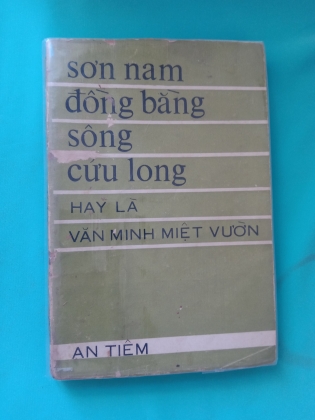 sơn nam
đồng bằng
sông
cửu long
HAY LÀ
VĂN MINH MIỆT VƯỜN
AN TIÊM